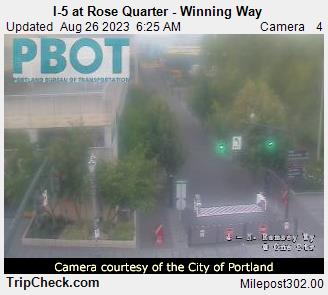 I-5 at Rose Quarter - Winning Way
Updated Aug 26 2023 6:25 AM Camera 4
PBOT
PORTLAND BUREAU OF TRANSPORTATION
Camera courtesy of the City of Portland
TripCheck.com Milepost302.00